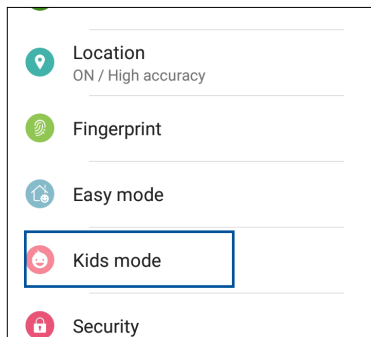 Location
ON / High accuracy
Fingerprint
Easy mode
Kids mode
Security